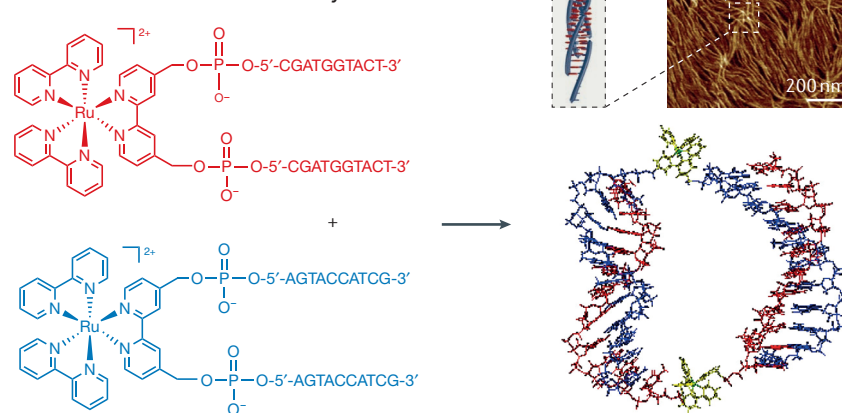 2+
O
O-P-O-5′-CGATGGTACT-3′
O⁻
N
N N
Ru
N N
N
O
O-P-O-5′-CGATGGTACT-3′
O⁻
+
2+
O
O-P-O-5′-AGTACCATCG-3′
O⁻
N
N N
Ru
N N
N
O
O-P-O-5′-AGTACCATCG-3′
O⁻
200 nm